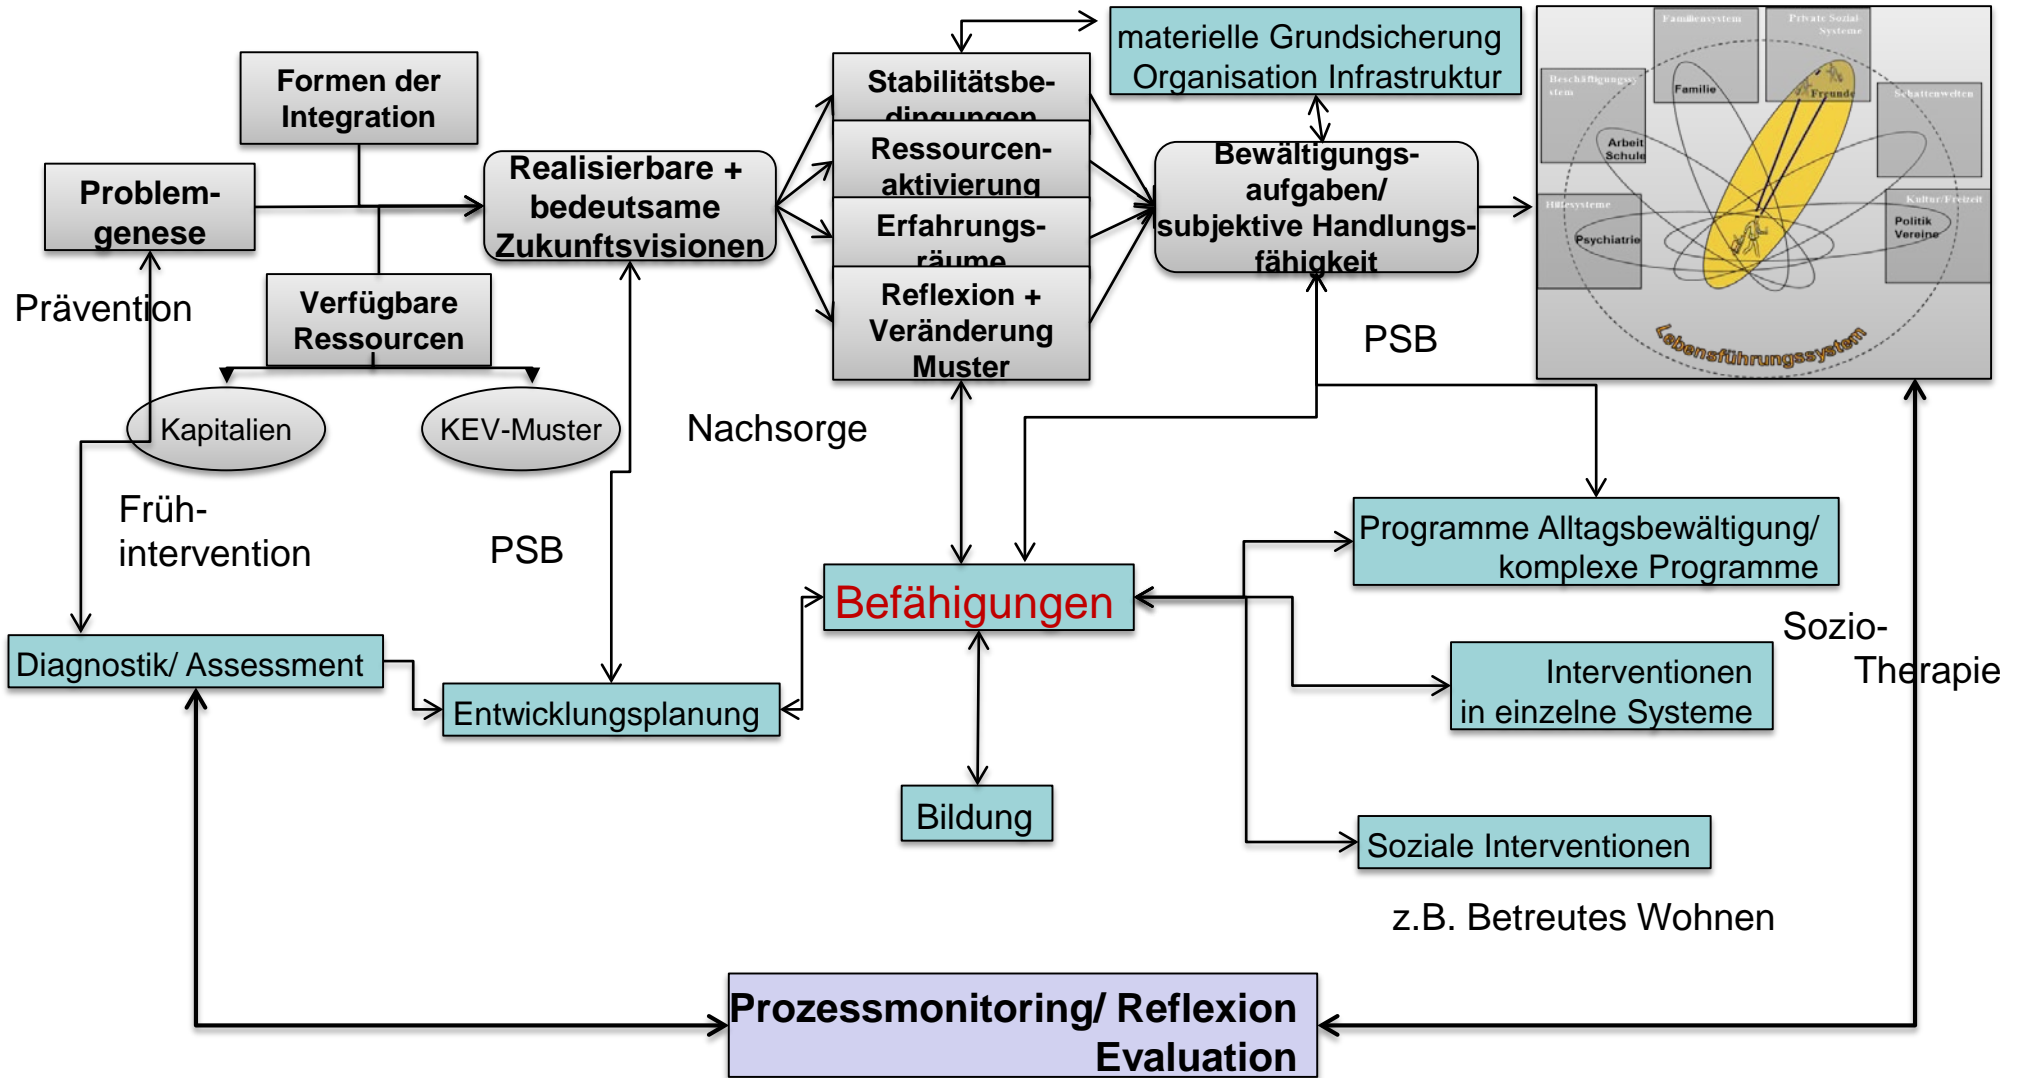 materielle Grundsicherung
Organisation Infrastruktur
Formen der
Integration
Problem-
genese
Prävention
Verfügbare
Ressourcen
Kapitalien
KEV-Muster
Realisierbare +
bedeutsame
Zukunftsvisionen
Stabilitätsbe-
dingungen
Ressourcen-
aktivierung
Erfahrungs-
räume
Reflexion +
Veränderung
Muster
Bewältigungs-
aufgaben/
subjektive Handlungs-
fähigkeit
Familiensystem
Private Sozial-
Systeme
Beschäftigungssy-
stem
Familie
Freunde
Schattenwelten
Arbeit
Schule
Hilfesysteme
Kultur/Freizeit
Psychiatrie
Politik
Vereine
Lebensführungssystem
PSB
Nachsorge
Früh-
intervention
PSB
Programme Alltagsbewältigung/
komplexe Programme
Befähigungen
Sozio-
Therapie
Diagnostik/ Assessment
Entwicklungsplanung
Interventionen
in einzelne Systeme
Bildung
Soziale Interventionen
z.B. Betreutes Wohnen
Prozessmonitoring/ Reflexion
Evaluation